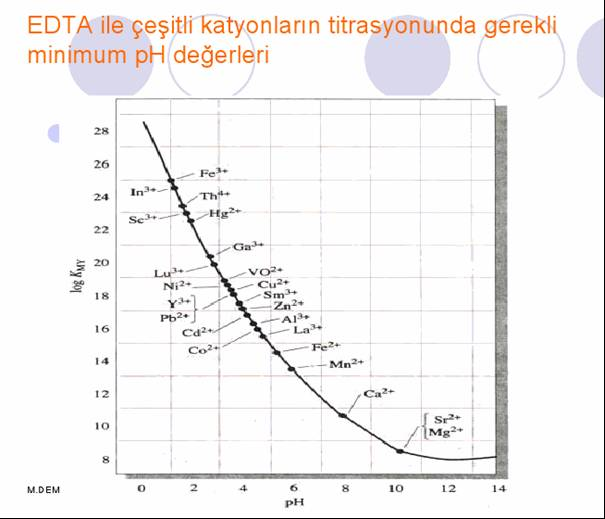 EDTA ile çeşitli katyonların titrasyonunda gerekli
minimum pH değerleri
28
26
24
22
20
18
16
14
12
10
8
log K_MY
Fe³⁺
In³⁺
Th⁴⁺
Sc³⁺
Hg²⁺
Ga³⁺
Lu³⁺
VO²⁺
Ni²⁺
Cu²⁺
Y³⁺
Sm³⁺
Pb²⁺
Zn²⁺
Cd²⁺
Al³⁺
Co²⁺
La³⁺
Fe²⁺
Mn²⁺
Ca²⁺
Sr²⁺
Mg²⁺
M.DEM
0 2 4 6 8 10 12 14
pH